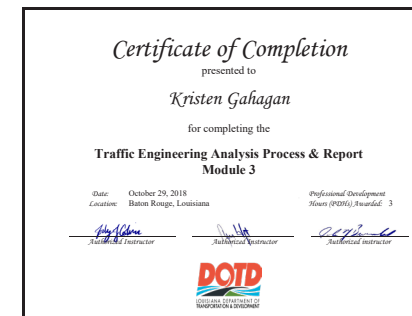 Certificate of Completion
presented to
Kristen Gahagan
for completing the
Traffic Engineering Analysis Process & Report
Module 3
Date: October 29, 2018
Location: Baton Rouge, Louisiana
Professional Development
Hours (PDHs) Awarded: 3
Authorized Instructor
Authorized Instructor
Authorized instructor
DOTD
LOUISIANA DEPARTMENT OF
TRANSPORTATION & DEVELOPMENT